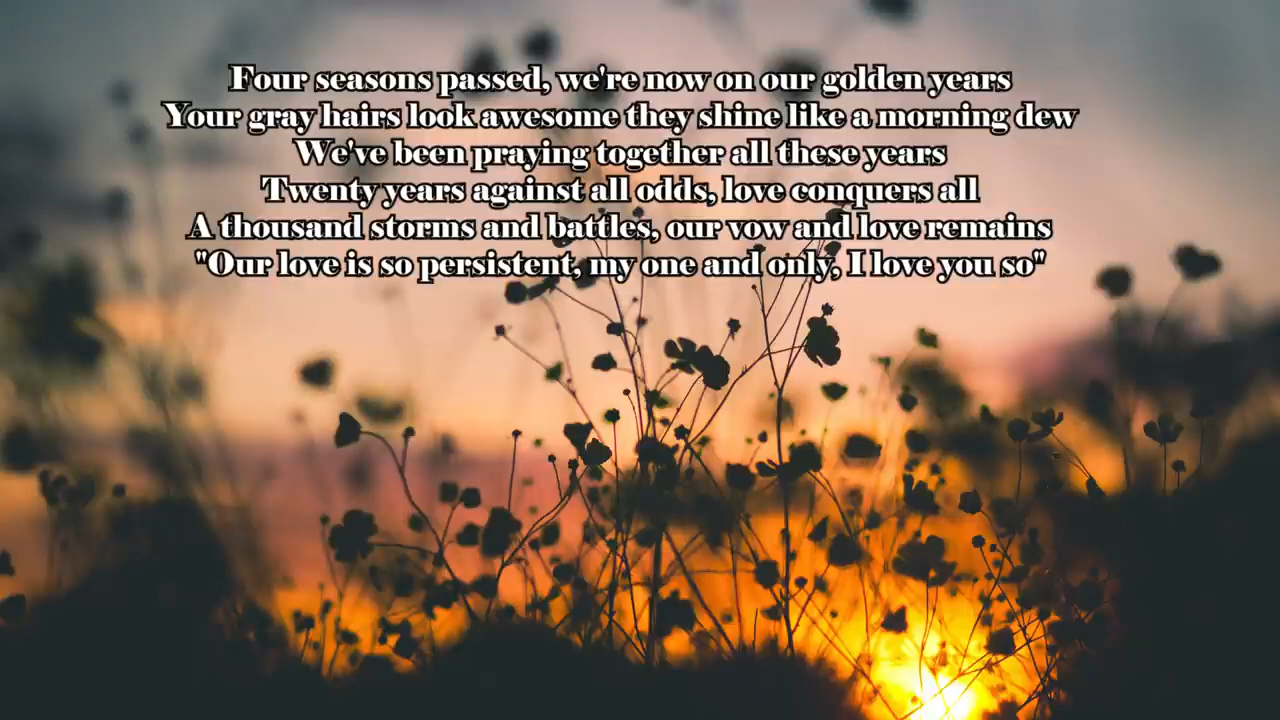 Four seasons passed, we're now on our golden years
Your gray hairs look awesome they shine like a morning dew
We've been praying together all these years
Twenty years against all odds, love conquers all
A thousand storms and battles, our vow and love remains
"Our love is so persistent, my one and only, I love you so"